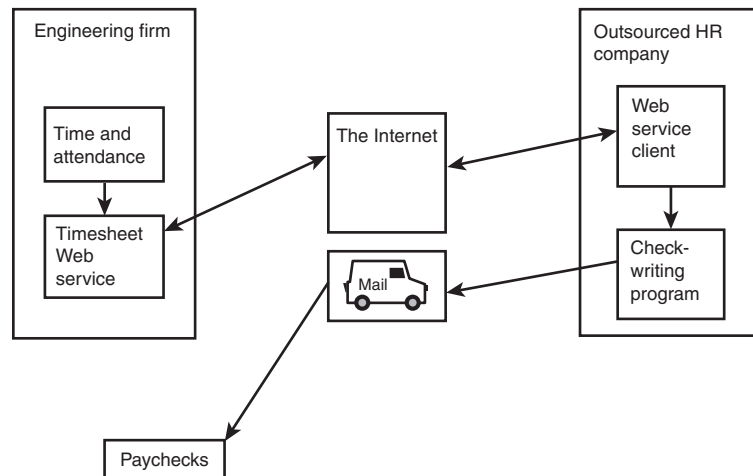 Engineering firm
Time and
attendance
Timesheet
Web
service
The Internet
Mail
Outsourced HR
company
Web
service
client
Check-
writing
program
Paychecks